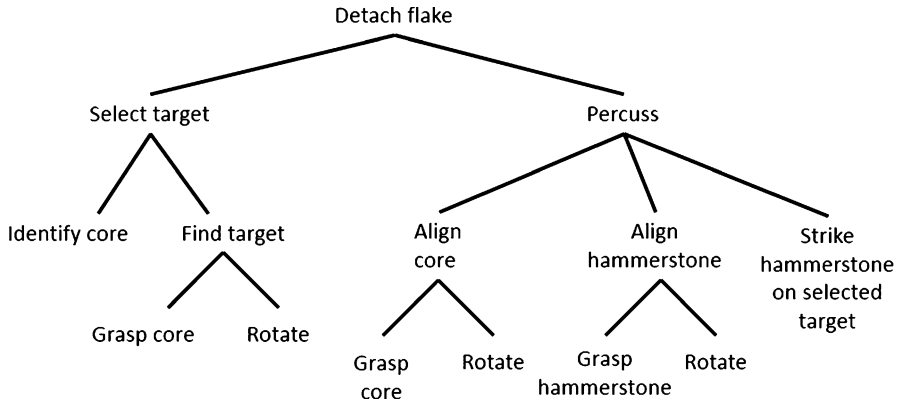 Detach flake
Select target
Percuss
Identify core
Find target
Align
core
Align
hammerstone
Strike
hammerstone
on selected
target
Grasp core
Rotate
Grasp
core
Rotate
Grasp
hammerstone
Rotate